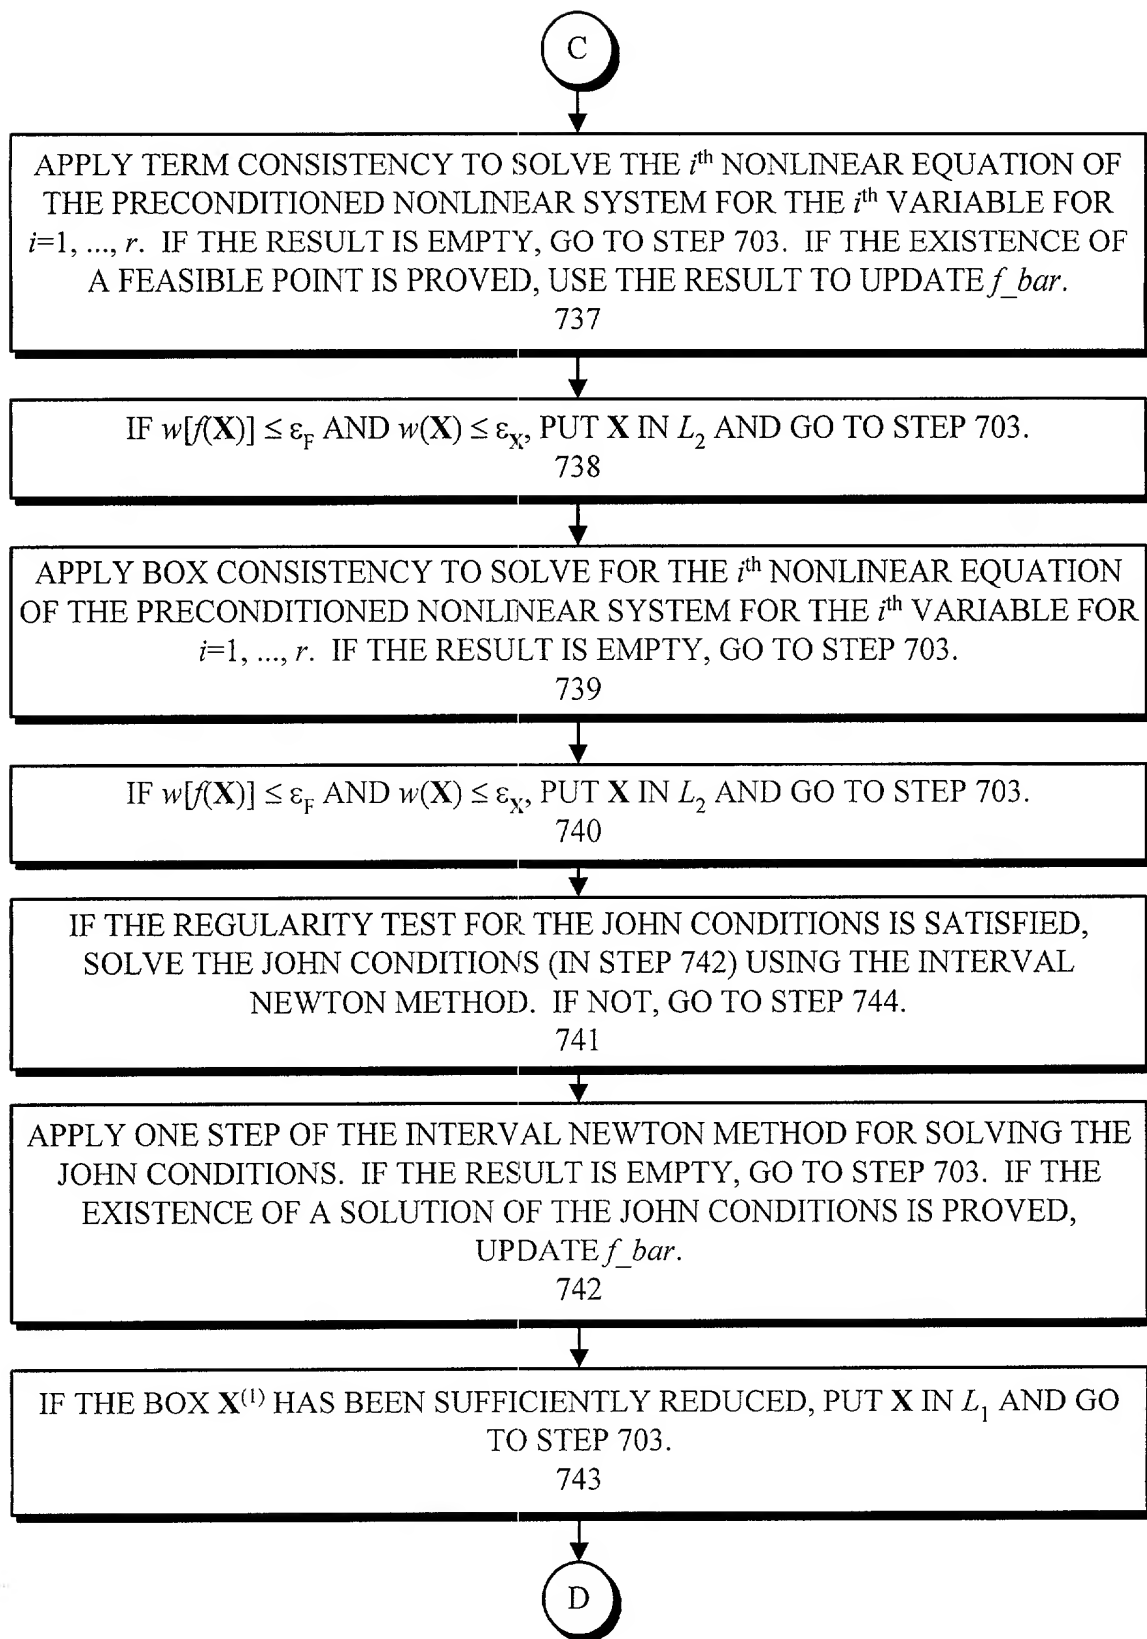 C
APPLY TERM CONSISTENCY TO SOLVE THE iᵗʰ NONLINEAR EQUATION OF
THE PRECONDITIONED NONLINEAR SYSTEM FOR THE iᵗʰ VARIABLE FOR
i=1, ..., r. IF THE RESULT IS EMPTY, GO TO STEP 703. IF THE EXISTENCE OF
A FEASIBLE POINT IS PROVED, USE THE RESULT TO UPDATE f_bar.
737
IF w[f(X)] ≤ ε_F AND w(X) ≤ ε_X, PUT X IN L₂ AND GO TO STEP 703.
738
APPLY BOX CONSISTENCY TO SOLVE FOR THE iᵗʰ NONLINEAR EQUATION
OF THE PRECONDITIONED NONLINEAR SYSTEM FOR THE iᵗʰ VARIABLE FOR
i=1, ..., r. IF THE RESULT IS EMPTY, GO TO STEP 703.
739
IF w[f(X)] ≤ ε_F AND w(X) ≤ ε_X, PUT X IN L₂ AND GO TO STEP 703.
740
IF THE REGULARITY TEST FOR THE JOHN CONDITIONS IS SATISFIED,
SOLVE THE JOHN CONDITIONS (IN STEP 742) USING THE INTERVAL
NEWTON METHOD. IF NOT, GO TO STEP 744.
741
APPLY ONE STEP OF THE INTERVAL NEWTON METHOD FOR SOLVING THE
JOHN CONDITIONS. IF THE RESULT IS EMPTY, GO TO STEP 703. IF THE
EXISTENCE OF A SOLUTION OF THE JOHN CONDITIONS IS PROVED,
UPDATE f_bar.
742
IF THE BOX X⁽¹⁾ HAS BEEN SUFFICIENTLY REDUCED, PUT X IN L₁ AND GO
TO STEP 703.
743
D